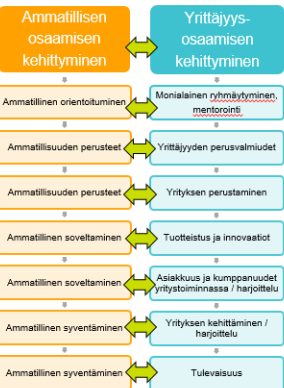 Ammatillisen
osaamisen
kehittyminen
Yrittäjyys-
osaamisen
kehittyminen
Ammatillinen orientoituminen
Monialainen ryhmäytyminen,
mentorointi
Ammatillisuuden perusteet
Yrittäjyyden perusvalmiudet
Ammatillisuuden perusteet
Yrityksen perustaminen
Ammatillinen soveltaminen
Tuotteistus ja innovaatiot
Ammatillinen soveltaminen
Asiakkuus ja kumppanuudet
yritystoiminnassa / harjoittelu
Ammatillinen syventäminen
Yrityksen kehittäminen /
harjoittelu
Ammatillinen syventäminen
Tulevaisuus